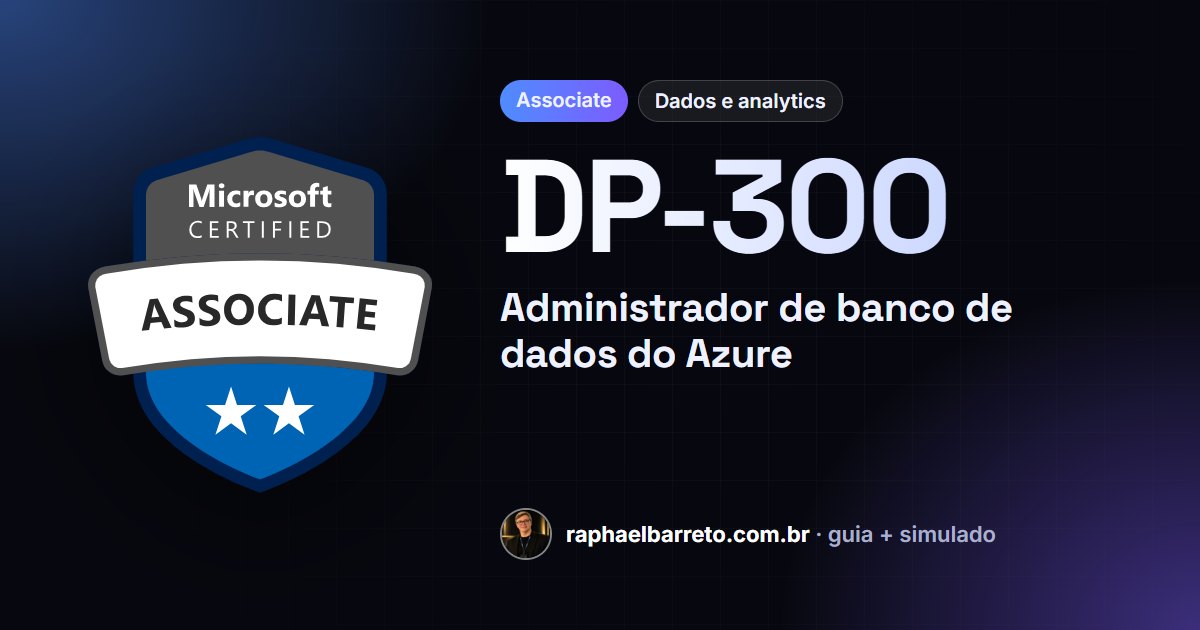 Microsoft
CERTIFIED
ASSOCIATE
Associate
Dados e analytics
DP-300
Administrador de banco de
dados do Azure
raphaelbarreto.com.br · guia + simulado